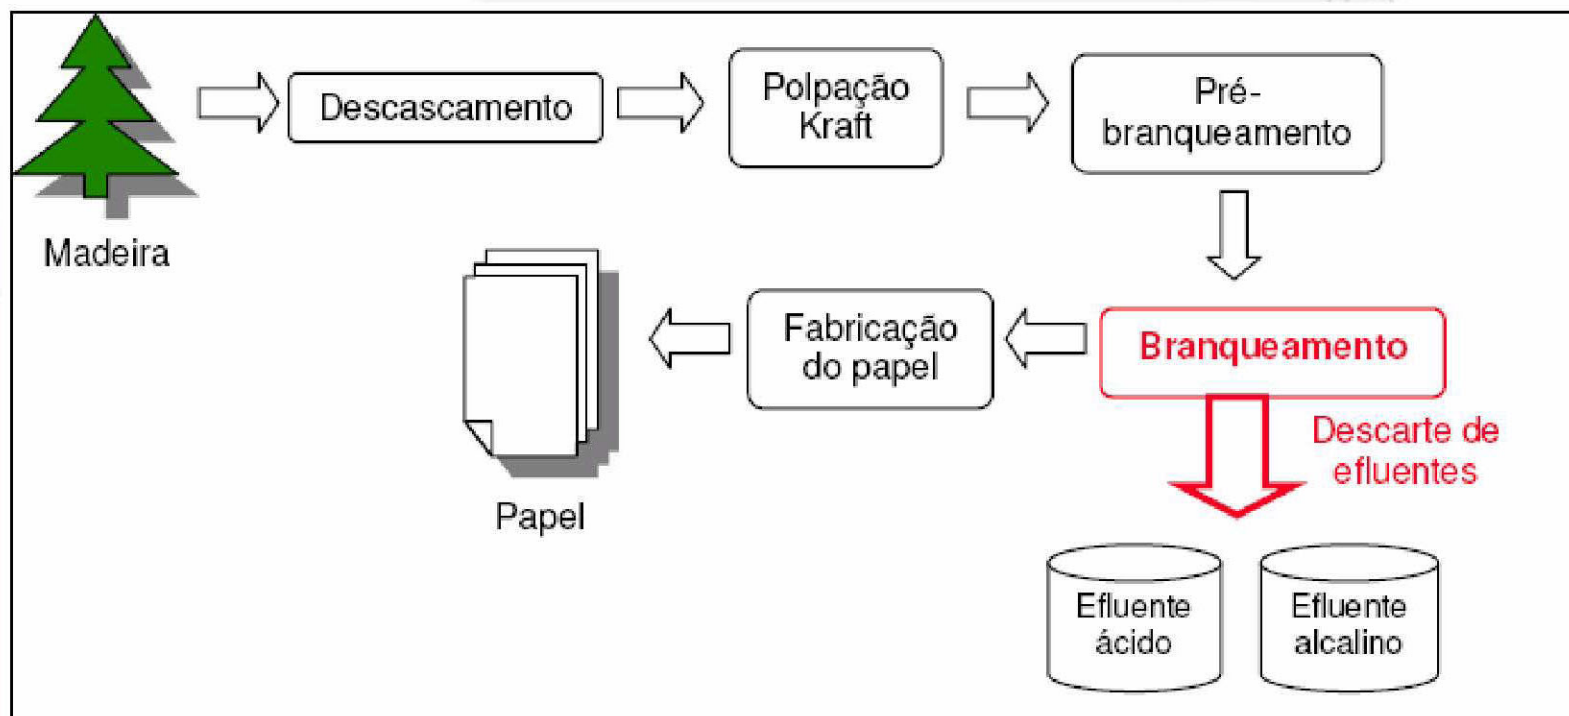 Madeira
Descascamento
Polpação
Kraft
Pré-
branqueamento
Branqueamento
Descarte de
efluentes
Efluente
ácido
Efluente
alcalino
Fabricação
do papel
Papel